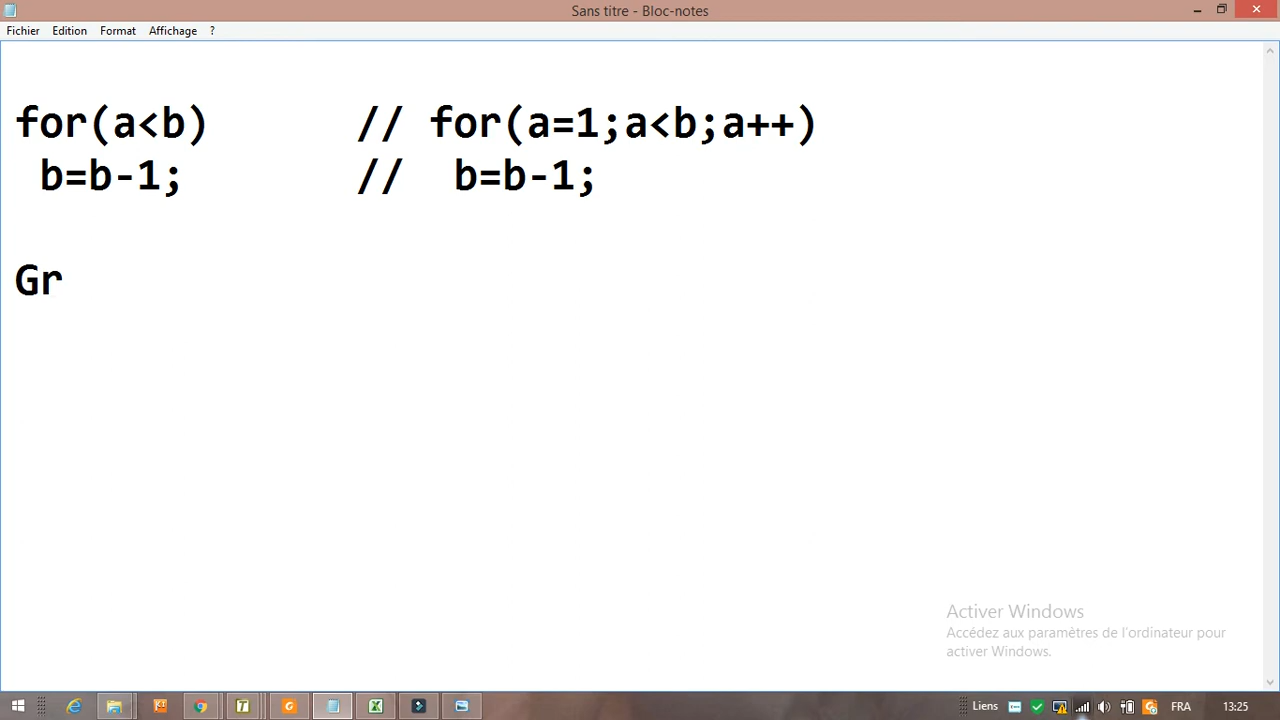 Sans titre - Bloc-notes
Fichier Edition Format Affichage ?
for(a<b) // for(a=1;a<b;a++)
b=b-1; // b=b-1;
Gr
Activer Windows
Accédez aux paramètres de l'ordinateur pour
activer Windows.
Liens FRA 13:25